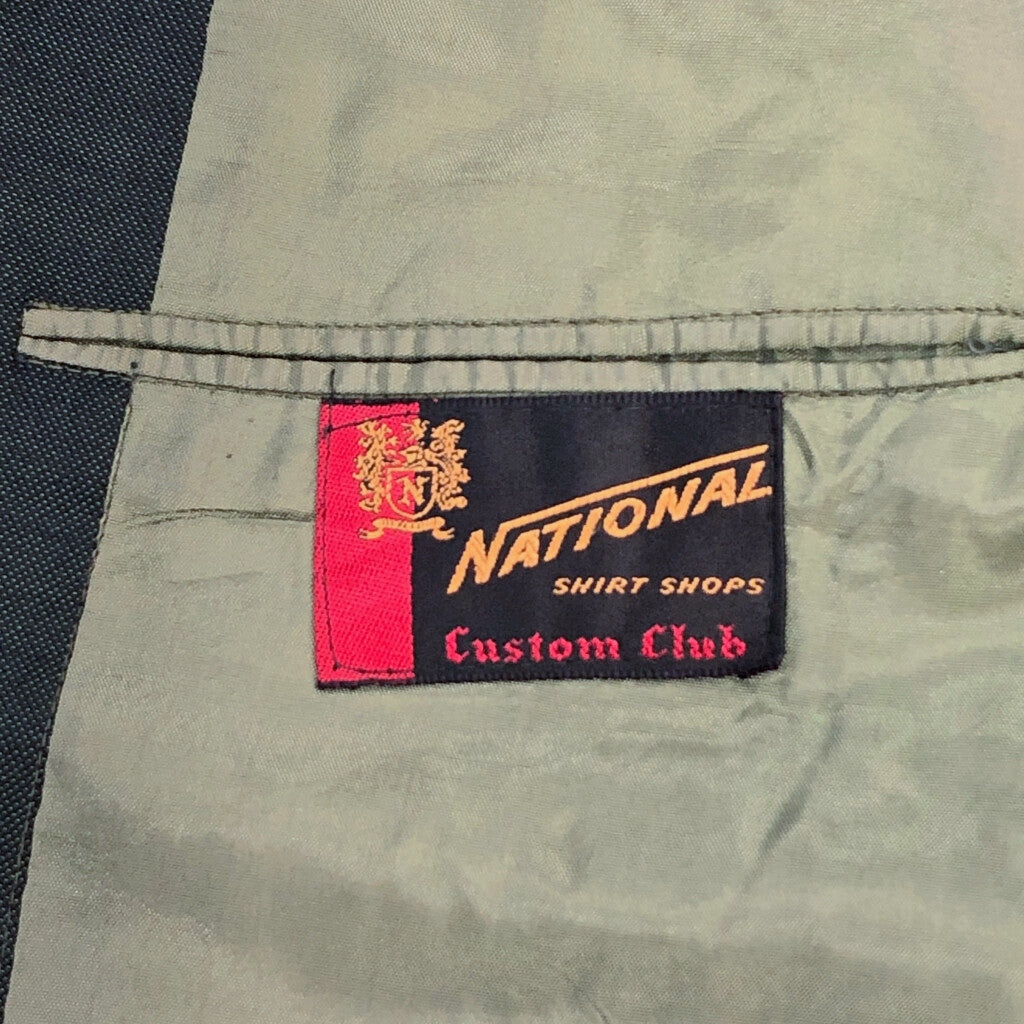 N
NATIONAL
SHIRT SHOPS
Custom Club